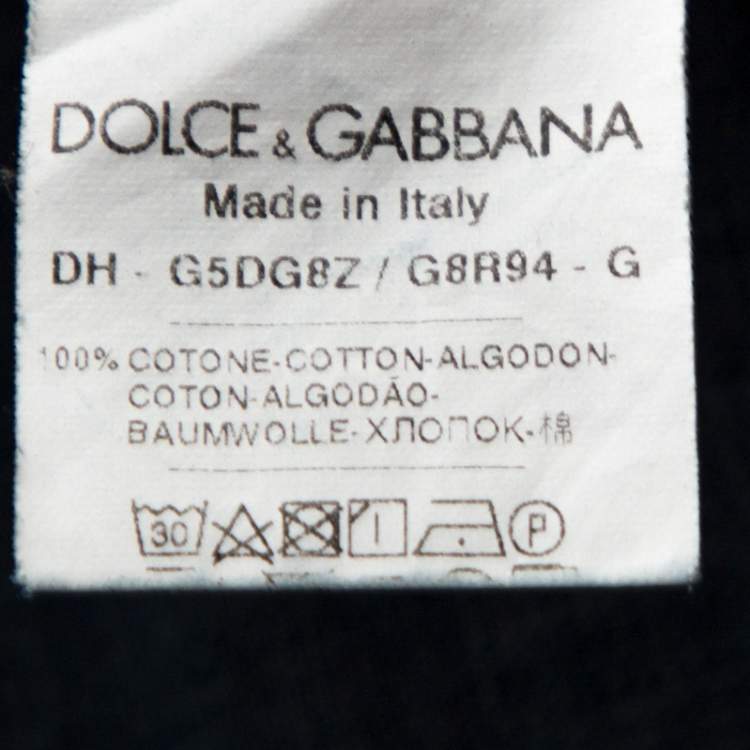 DOLCE & GABBANA
Made in Italy
DH - G5DG8Z / G8R94 - G
100% COTONE-COTTON-ALGODON-
COTON-ALGODÃO-
BAUMWOLLE-ХЛОПОК-棉
30 P